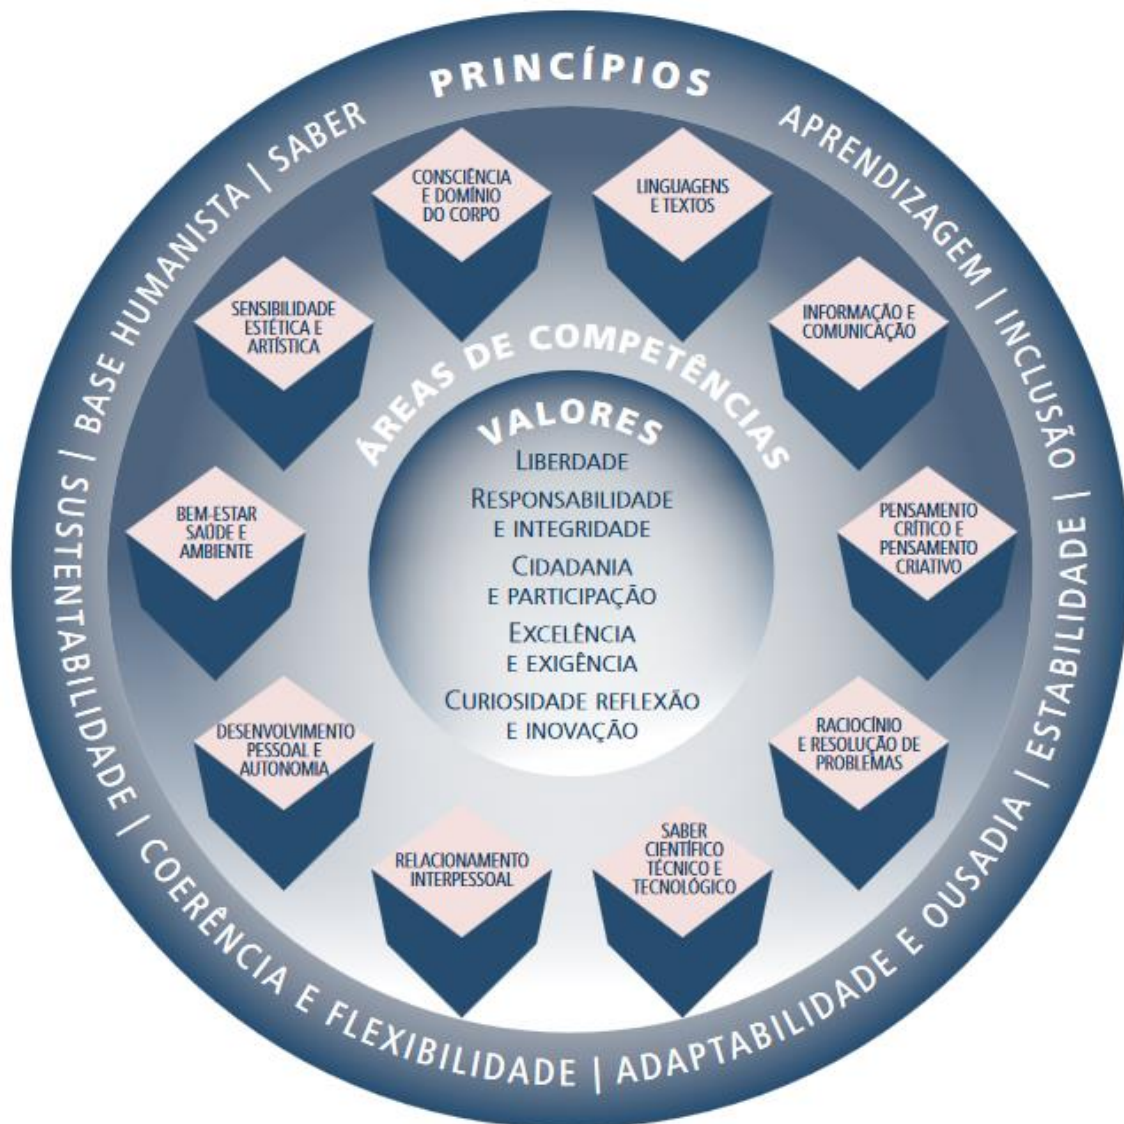 PRINCÍPIOS
APRENDIZAGEM | INCLUSÃO | ESTABILIDADE | ADAPTABILIDADE E OUSADIA | COERÊNCIA E FLEXIBILIDADE | SUSTENTABILIDADE | BASE HUMANISTA | SABER
CONSCIÊNCIA
E DOMÍNIO
DO CORPO
LINGUAGENS
E TEXTOS
SENSIBILIDADE
ESTÉTICA E
ARTÍSTICA
INFORMAÇÃO E
COMUNICAÇÃO
ÁREAS DE COMPETÊNCIAS
VALORES
LIBERDADE
RESPONSABILIDADE
E INTEGRIDADE
CIDADANIA
E PARTICIPAÇÃO
EXCELÊNCIA
E EXIGÊNCIA
CURIOSIDADE REFLEXÃO
E INOVAÇÃO
BEM-ESTAR
SAÚDE E
AMBIENTE
PENSAMENTO
CRÍTICO E
PENSAMENTO
CRIATIVO
DESENVOLVIMENTO
PESSOAL E
AUTONOMIA
RACIOCÍNIO
E RESOLUÇÃO DE
PROBLEMAS
RELACIONAMENTO
INTERPESSOAL
SABER
CIENTÍFICO
TÉCNICO E
TECNOLÓGICO